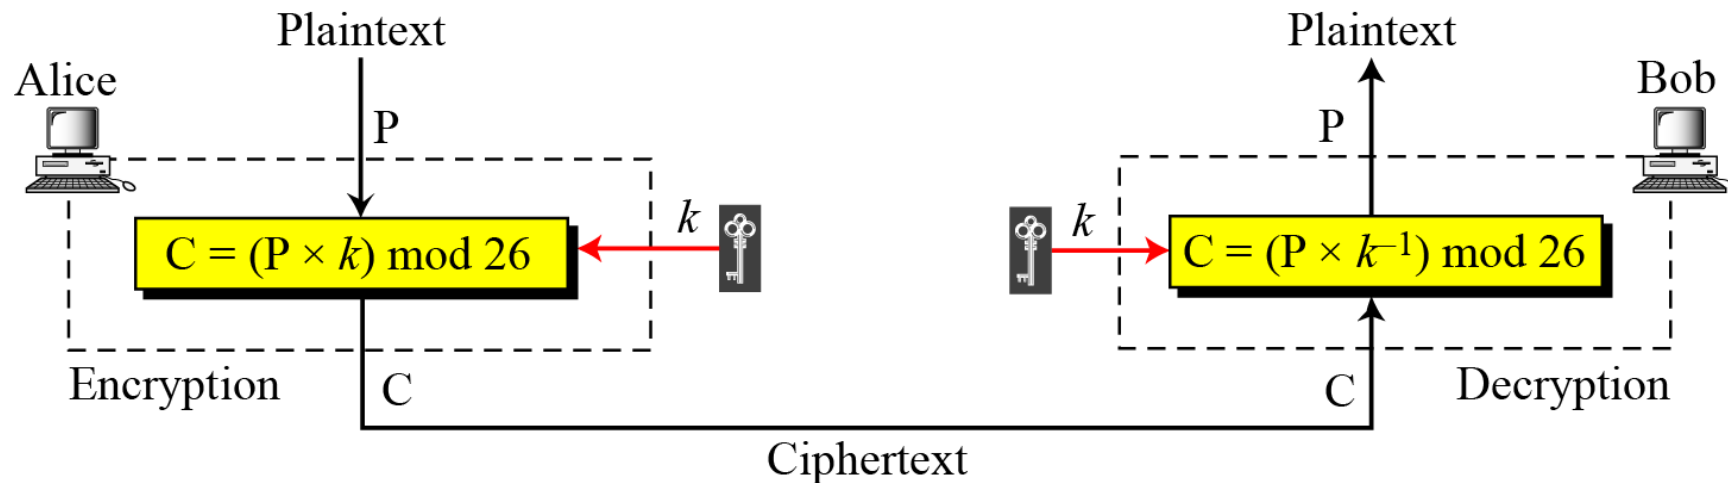 Plaintext
Plaintext
Alice
Bob
P
P
k
k
C = (P × k) mod 26
C = (P × k⁻¹) mod 26
Encryption
C
C
Decryption
Ciphertext